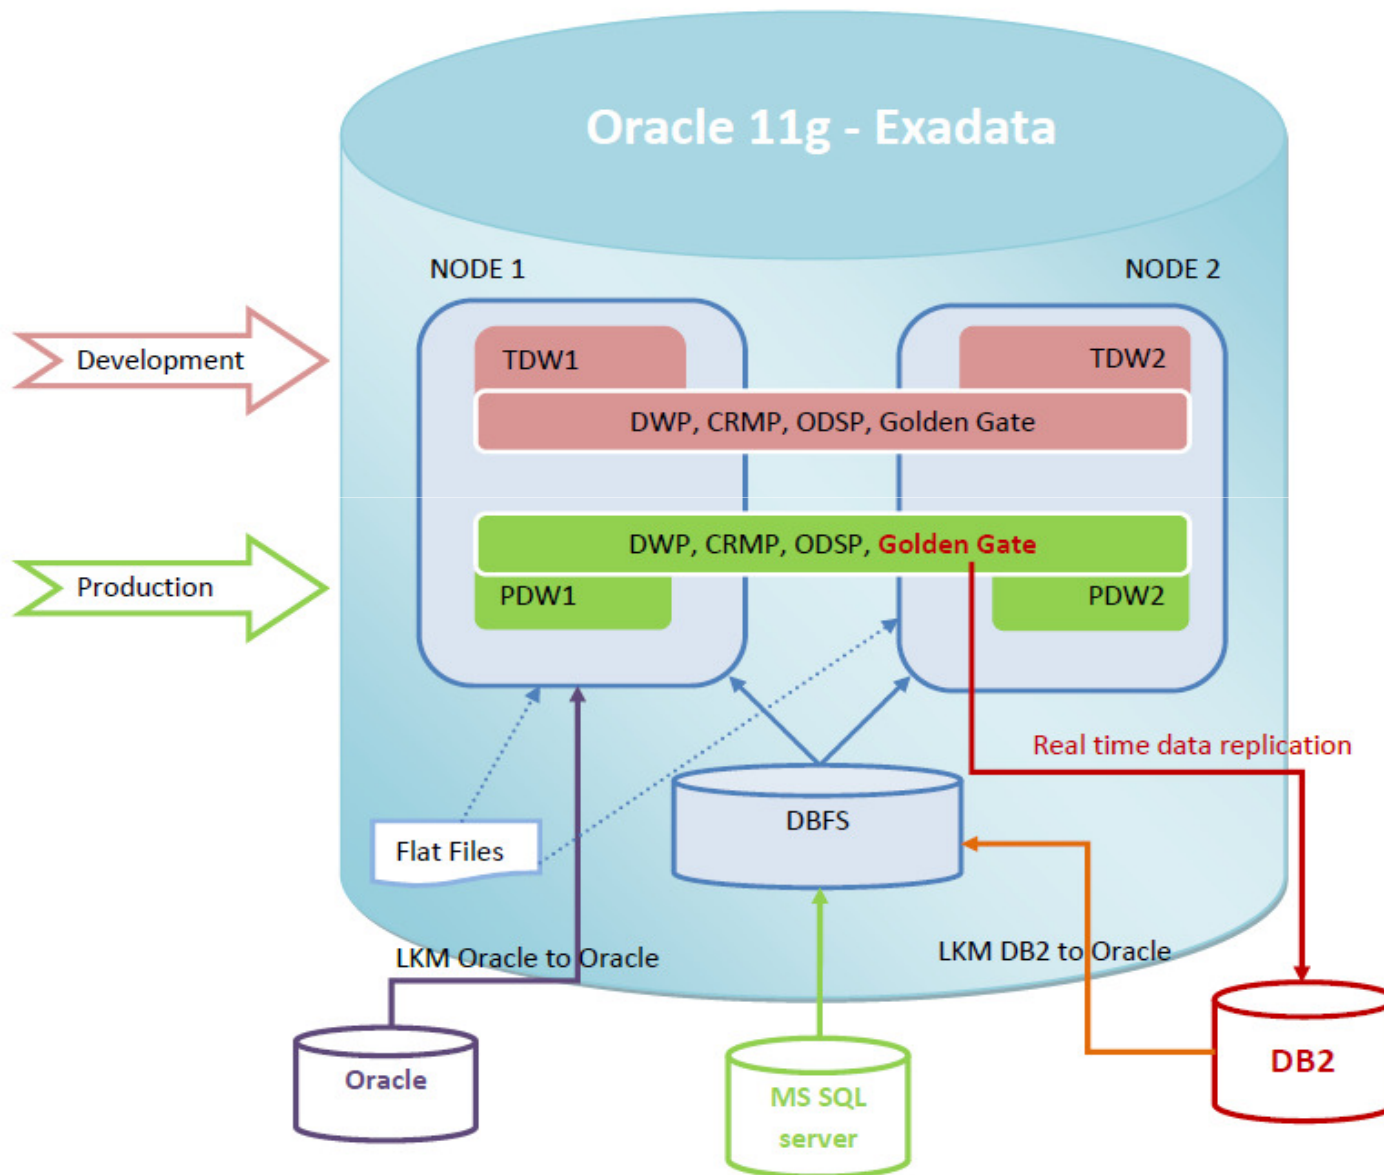 Oracle 11g - Exadata
NODE 1
NODE 2
Development
TDW1
TDW2
DWP, CRMP, ODSP, Golden Gate
DWP, CRMP, ODSP, Golden Gate
Production
PDW1
PDW2
Real time data replication
DBFS
Flat Files
LKM Oracle to Oracle
LKM DB2 to Oracle
Oracle
MS SQL
server
DB2